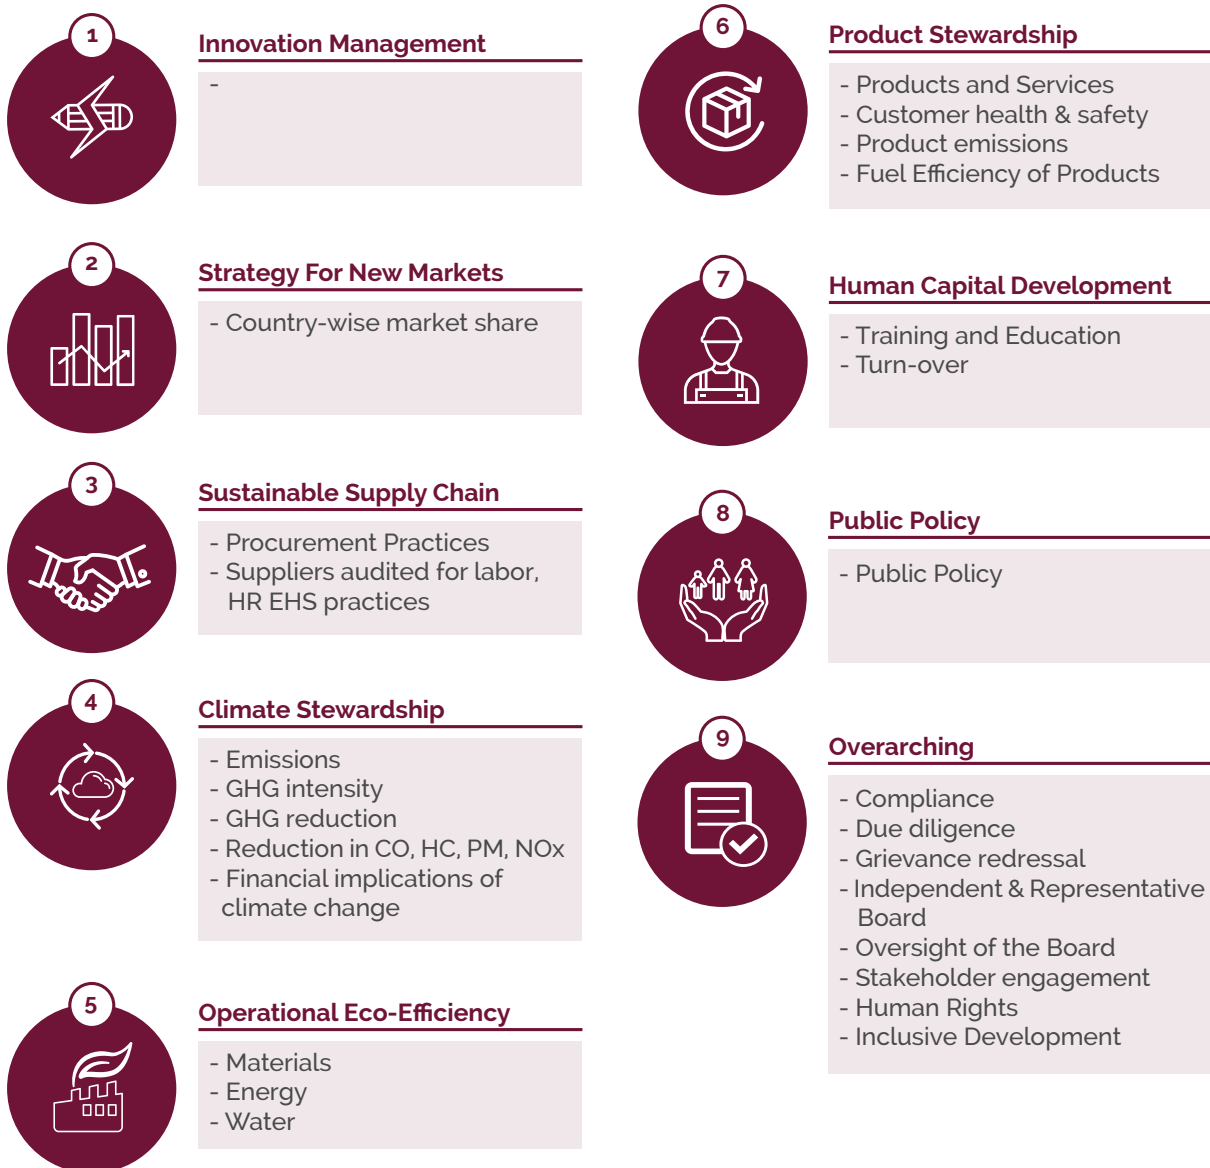 1
Innovation Management
-
2
Strategy For New Markets
- Country-wise market share
3
Sustainable Supply Chain
- Procurement Practices
- Suppliers audited for labor,
HR EHS practices
4
Climate Stewardship
- Emissions
- GHG intensity
- GHG reduction
- Reduction in CO, HC, PM, NOx
- Financial implications of
climate change
5
Operational Eco-Efficiency
- Materials
- Energy
- Water
6
Product Stewardship
- Products and Services
- Customer health & safety
- Product emissions
- Fuel Efficiency of Products
7
Human Capital Development
- Training and Education
- Turn-over
8
Public Policy
- Public Policy
9
Overarching
- Compliance
- Due diligence
- Grievance redressal
- Independent & Representative
Board
- Oversight of the Board
- Stakeholder engagement
- Human Rights
- Inclusive Development